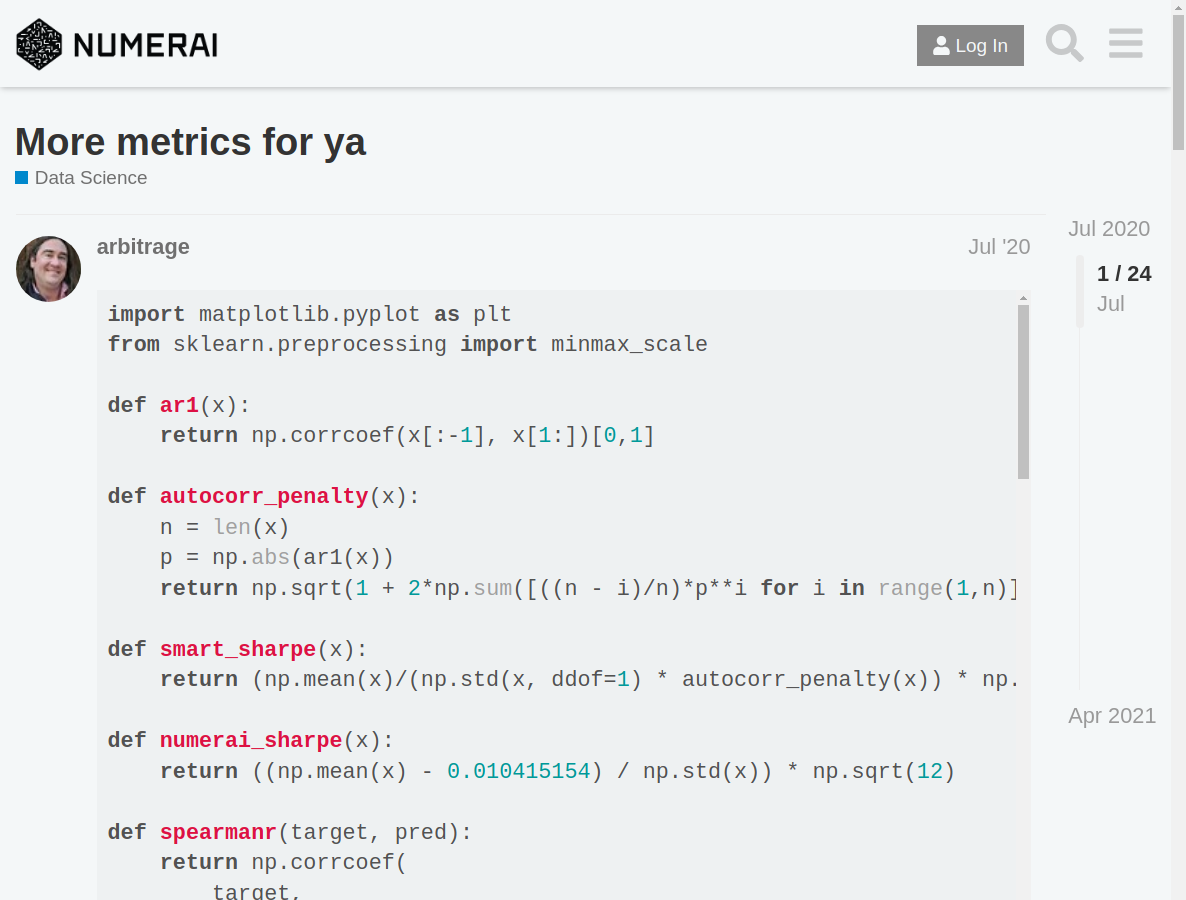 NUMERAI
Log In
More metrics for ya
Data Science
arbitrage
Jul '20
Jul 2020
1 / 24
Jul
Apr 2021
import matplotlib.pyplot as plt
from sklearn.preprocessing import minmax_scale
def ar1(x):
    return np.corrcoef(x[:-1], x[1:])[0,1]
def autocorr_penalty(x):
    n = len(x)
    p = np.abs(ar1(x))
    return np.sqrt(1 + 2*np.sum([((n - i)/n)*p**i for i in range(1,n)]
def smart_sharpe(x):
    return (np.mean(x)/(np.std(x, ddof=1) * autocorr_penalty(x)) * np.
def numerai_sharpe(x):
    return ((np.mean(x) - 0.010415154) / np.std(x)) * np.sqrt(12)
def spearmanr(target, pred):
    return np.corrcoef(
        target,